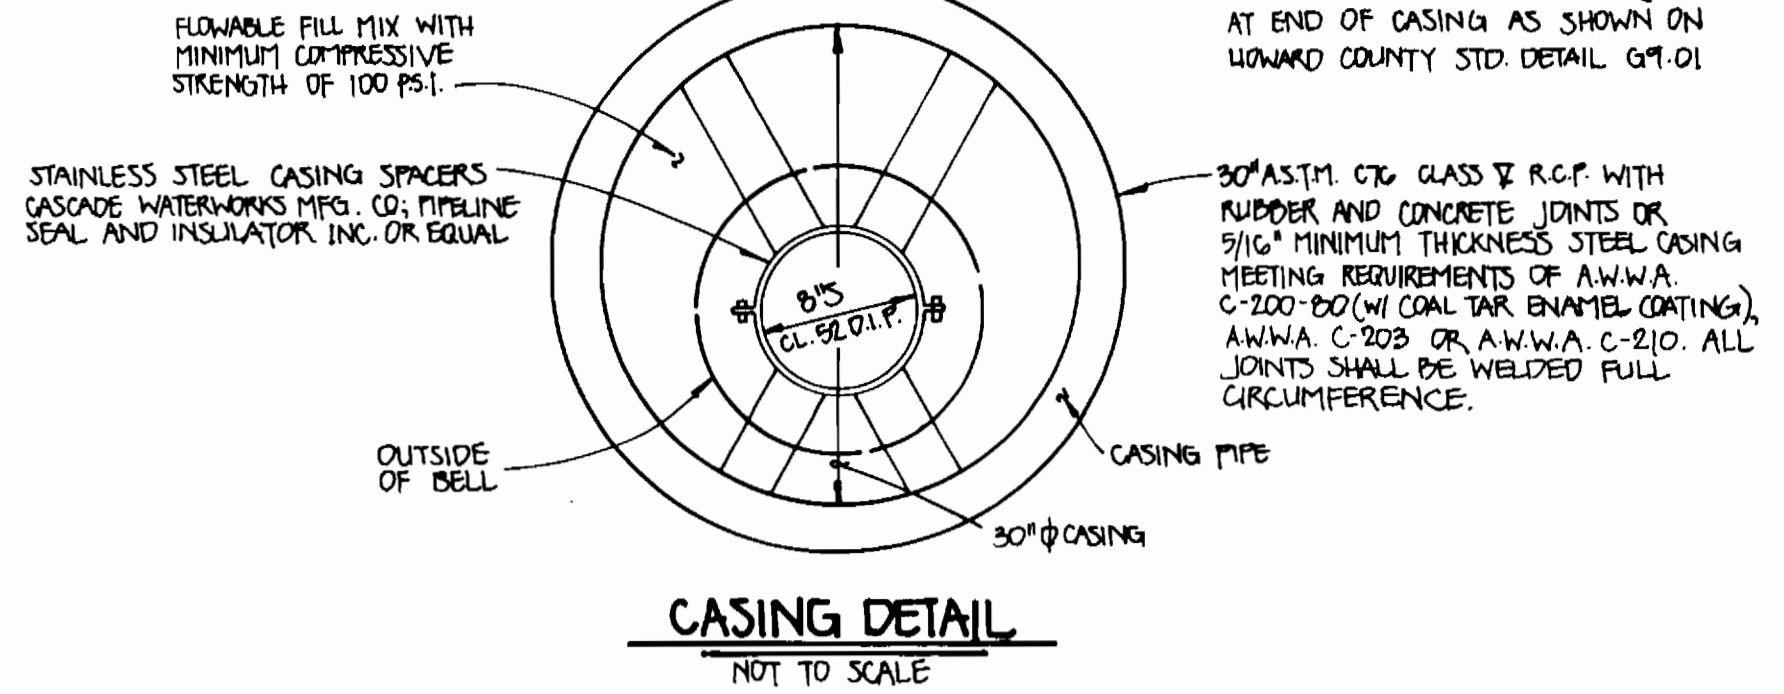 FLOWABLE FILL MIX WITH
MINIMUM COMPRESSIVE
STRENGTH OF 100 P.S.I.
AT END OF CASING AS SHOWN ON
HOWARD COUNTY STD. DETAIL G9.01
STAINLESS STEEL CASING SPACERS
CASCADE WATERWORKS MFG. CO; PIPELINE
SEAL AND INSULATOR INC. OR EQUAL
30" A.S.T.M. C76 CLASS V R.C.P. WITH
RUBBER AND CONCRETE JOINTS OR
5/16" MINIMUM THICKNESS STEEL CASING
MEETING REQUIREMENTS OF A.W.W.A.
C-200-80 (W/ COAL TAR ENAMEL COATING),
A.W.W.A. C-203 OR A.W.W.A. C-210. ALL
JOINTS SHALL BE WELDED FULL
CIRCUMFERENCE.
8"S
CL. 52 D.I.P.
OUTSIDE
OF BELL
CASING PIPE
30" ϕ CASING
CASING DETAIL
NOT TO SCALE